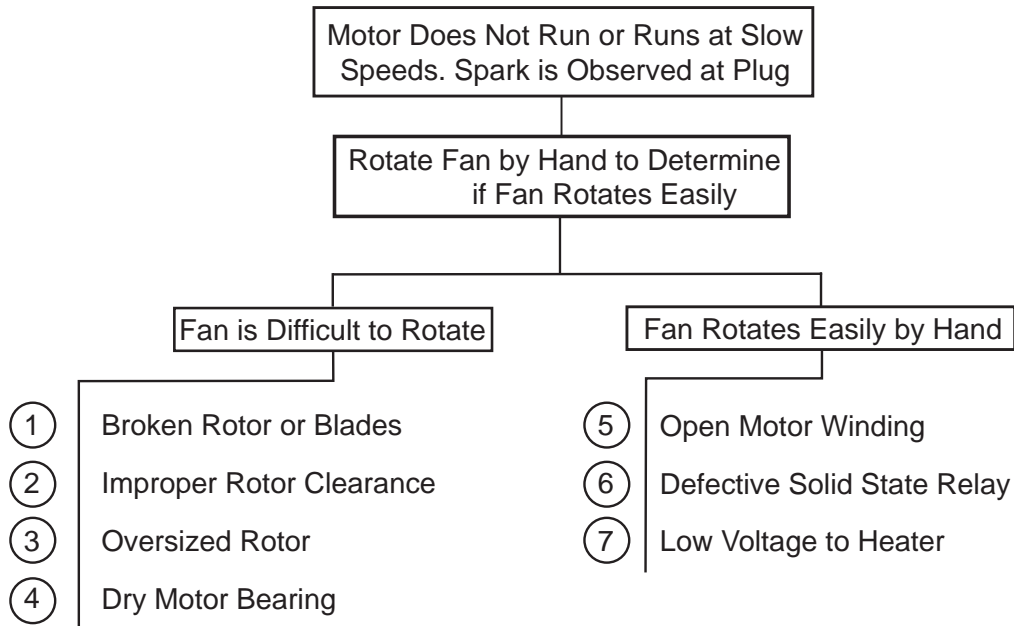 Motor Does Not Run or Runs at Slow
Speeds. Spark is Observed at Plug
Rotate Fan by Hand to Determine
if Fan Rotates Easily
Fan is Difficult to Rotate
1 Broken Rotor or Blades
2 Improper Rotor Clearance
3 Oversized Rotor
4 Dry Motor Bearing
Fan Rotates Easily by Hand
5 Open Motor Winding
6 Defective Solid State Relay
7 Low Voltage to Heater